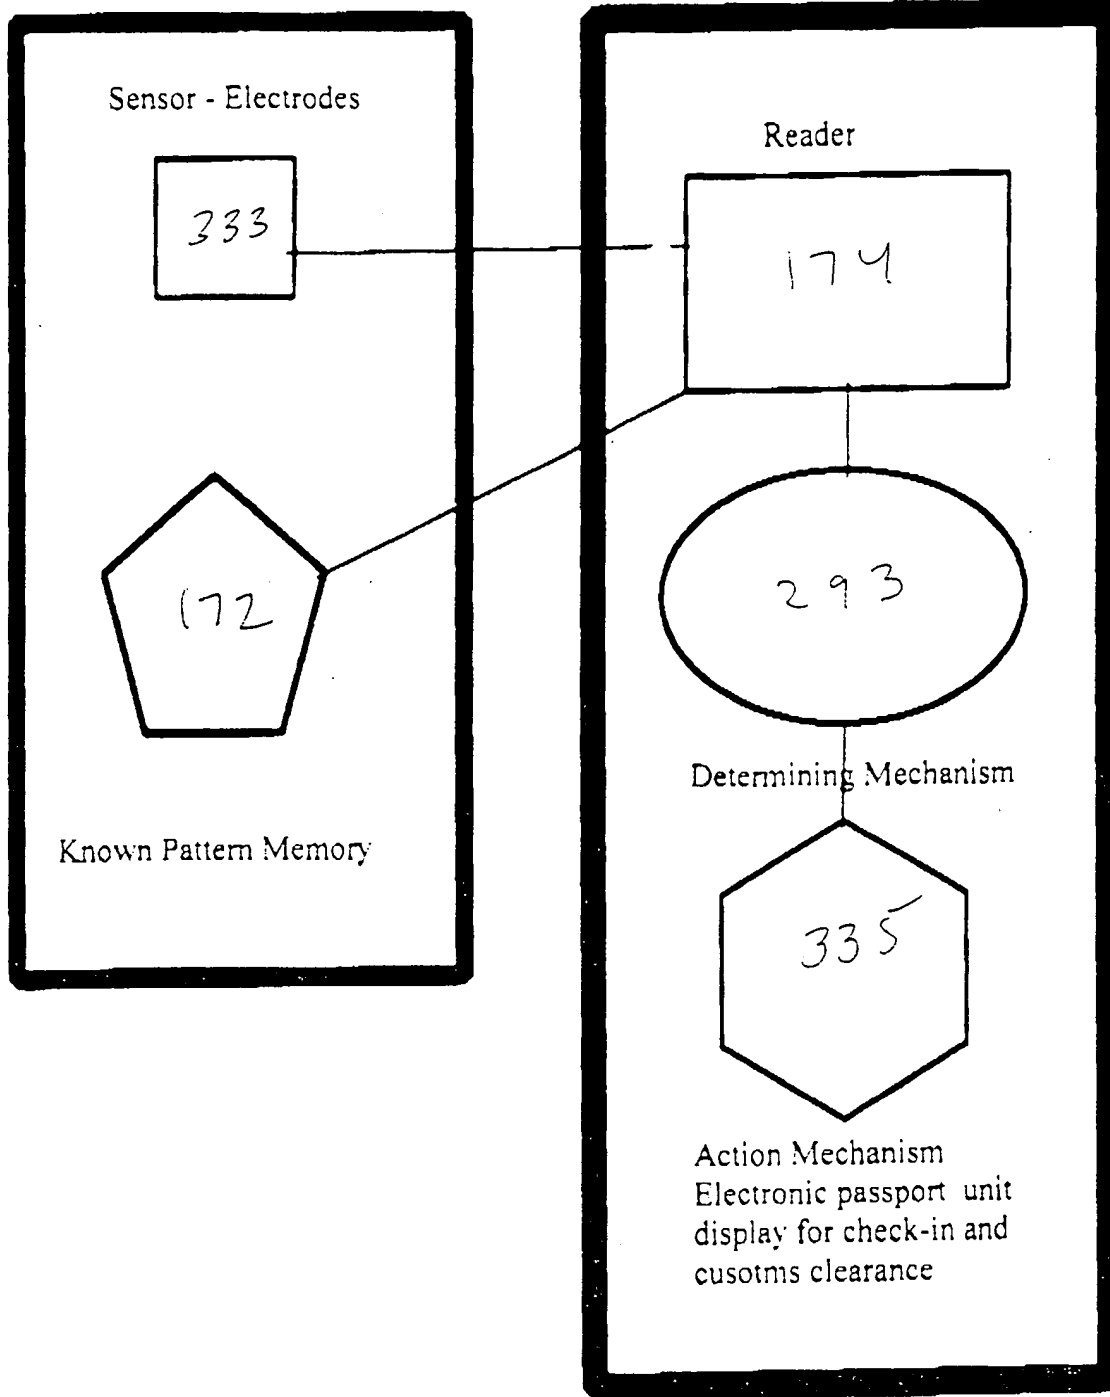 Sensor - Electrodes
333
172
Known Pattern Memory
Reader
174
293
Determining Mechanism
335
Action Mechanism
Electronic passport unit
display for check-in and
cusotms clearance